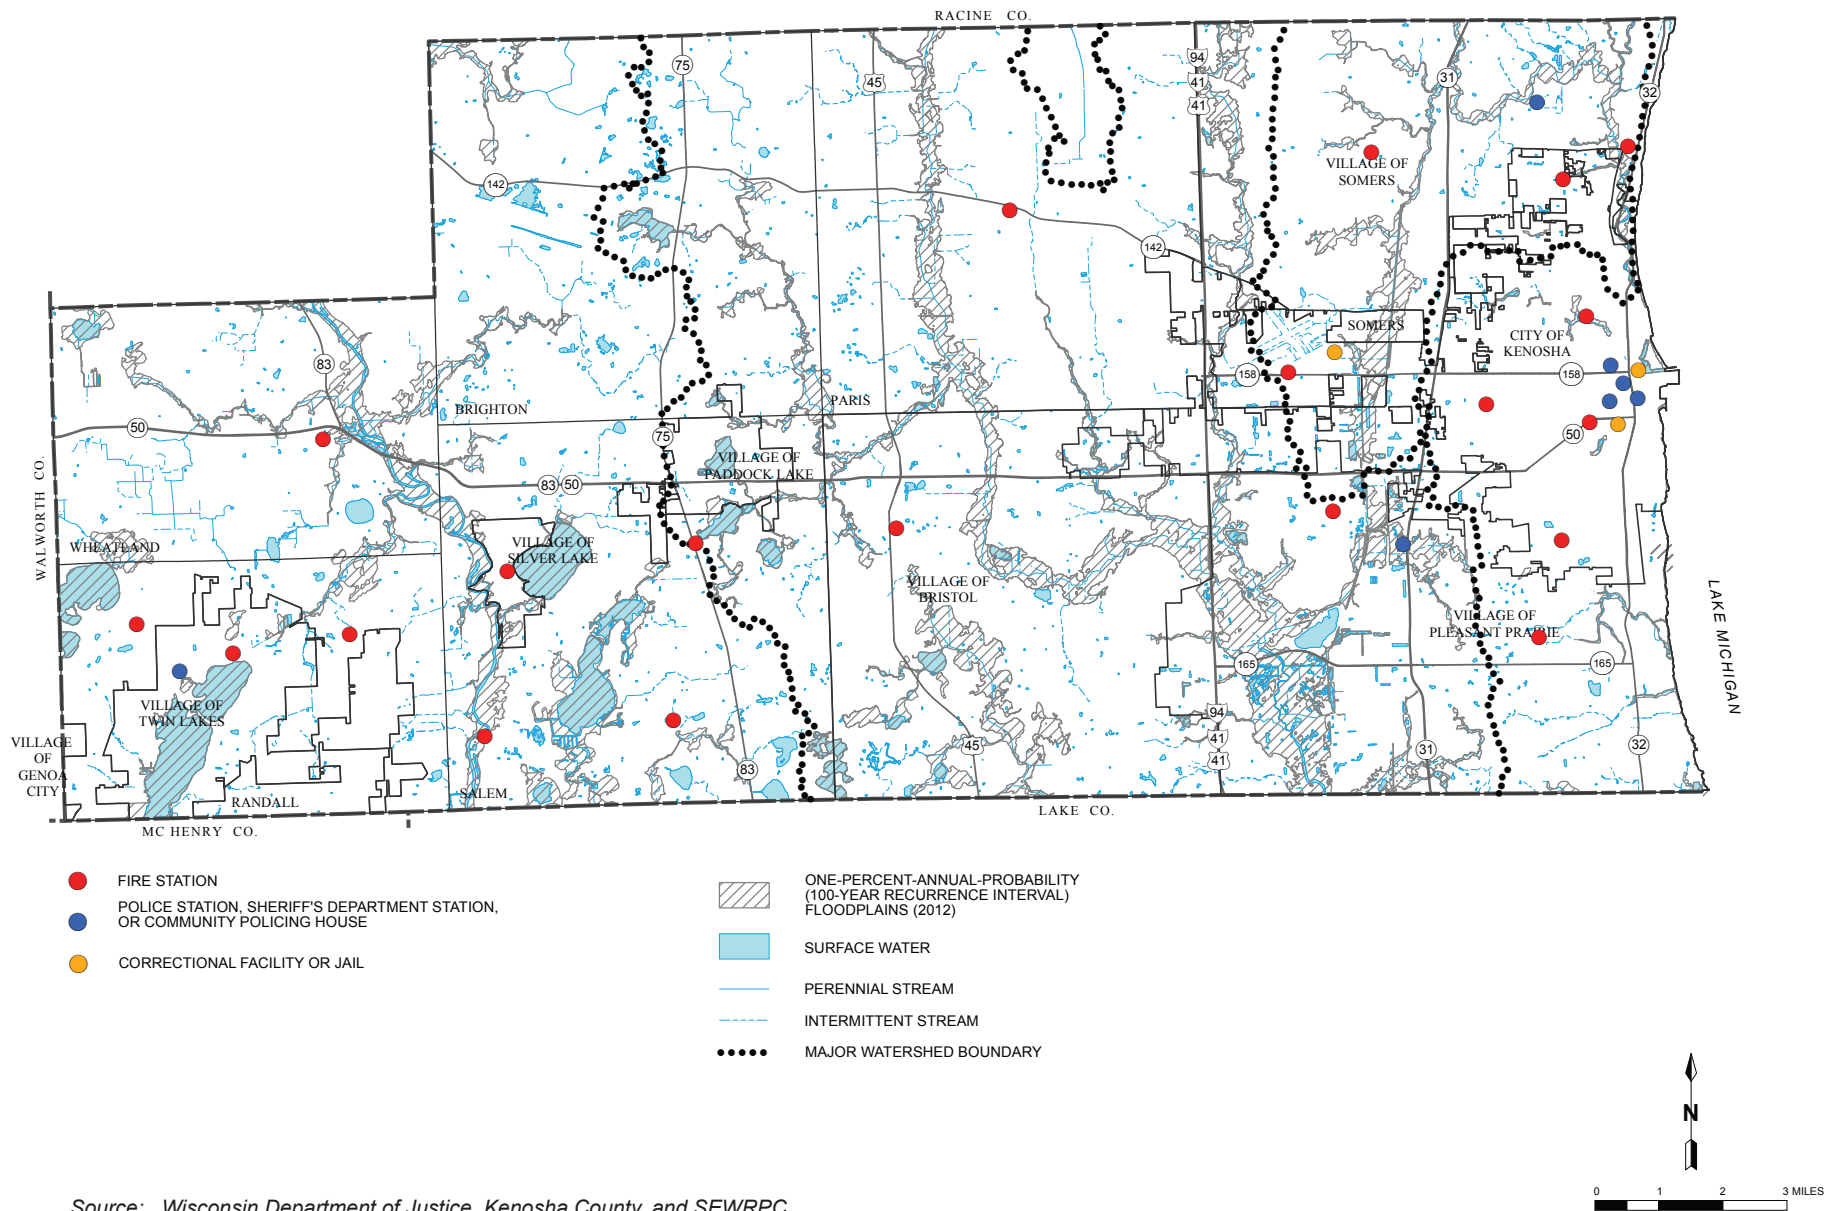 RACINE CO.
75
45
94
41
41
31
32
142
VILLAGE OF
SOMERS
142
SOMERS
CITY OF
KENOSHA
83
158
158
BRIGHTON
PARIS
50
75
50
VILLAGE OF
PADDOCK LAKE
83
50
WALWORTH CO.
WHEATLAND
VILLAGE OF
SILVER LAKE
VILLAGE OF
BRISTOL
VILLAGE OF
PLEASANT PRAIRIE
LAKE MICHIGAN
165
165
VILLAGE OF
TWIN LAKES
94
41
41
VILLAGE
OF
GENOA
CITY
45
31
32
83
RANDALL
SALEM
LAKE CO.
MC HENRY CO.
FIRE STATION
POLICE STATION, SHERIFF'S DEPARTMENT STATION,
OR COMMUNITY POLICING HOUSE
CORRECTIONAL FACILITY OR JAIL
ONE-PERCENT-ANNUAL-PROBABILITY
(100-YEAR RECURRENCE INTERVAL)
FLOODPLAINS (2012)
SURFACE WATER
PERENNIAL STREAM
INTERMITTENT STREAM
MAJOR WATERSHED BOUNDARY
N
0 1 2 3 MILES
Source: Wisconsin Department of Justice, Kenosha County, and SEWRPC